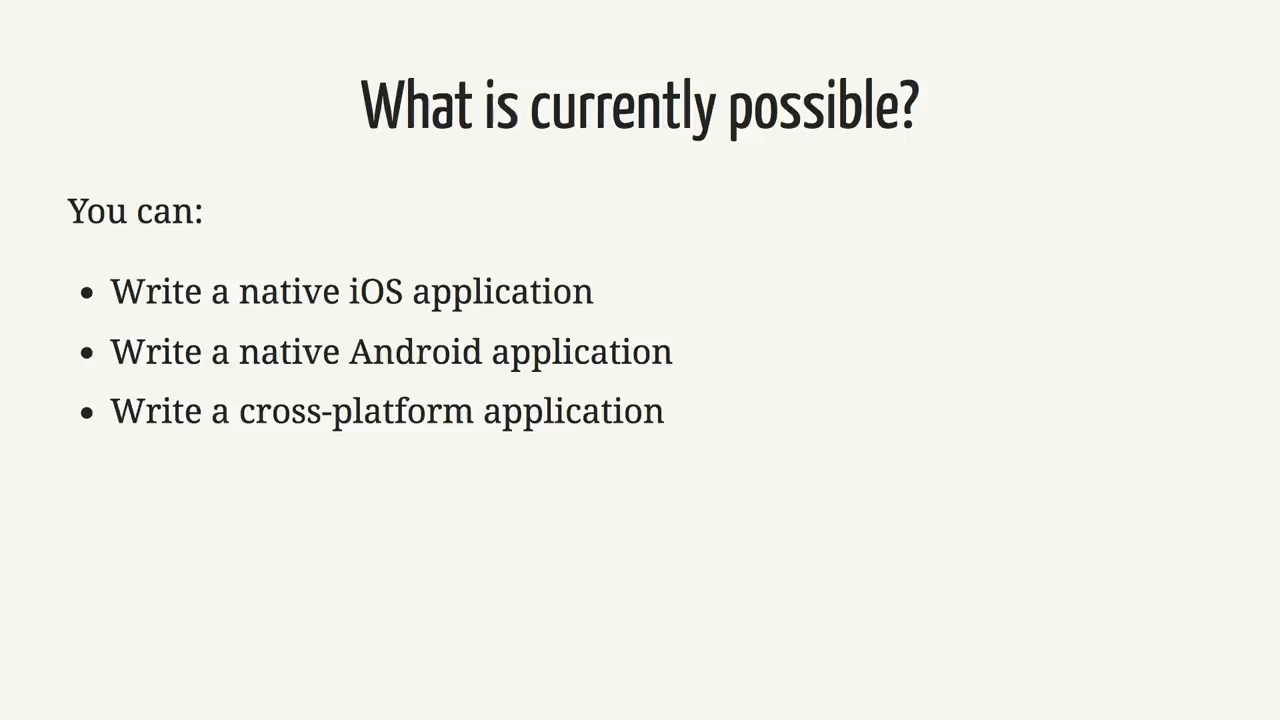 What is currently possible?
You can:
• Write a native iOS application
• Write a native Android application
• Write a cross-platform application